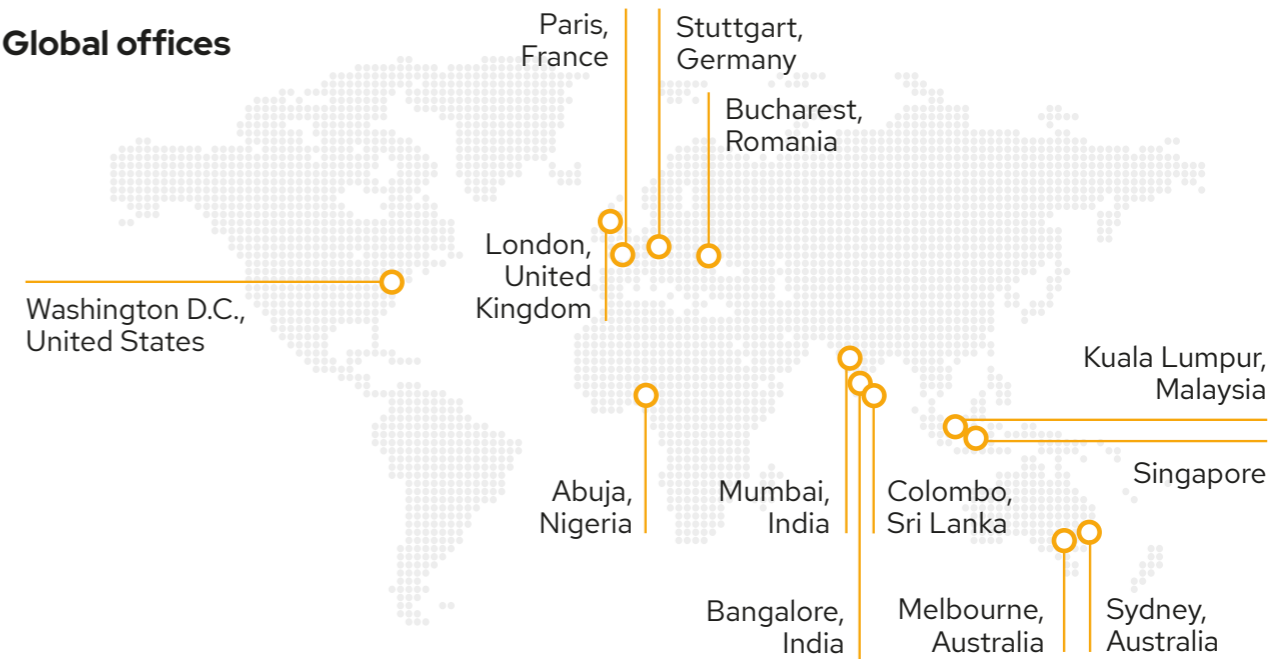 Global offices
Paris,
France
Stuttgart,
Germany
Bucharest,
Romania
London,
United
Kingdom
Washington D.C.,
United States
Kuala Lumpur,
Malaysia
Singapore
Abuja,
Nigeria
Mumbai,
India
Colombo,
Sri Lanka
Bangalore,
India
Melbourne,
Australia
Sydney,
Australia